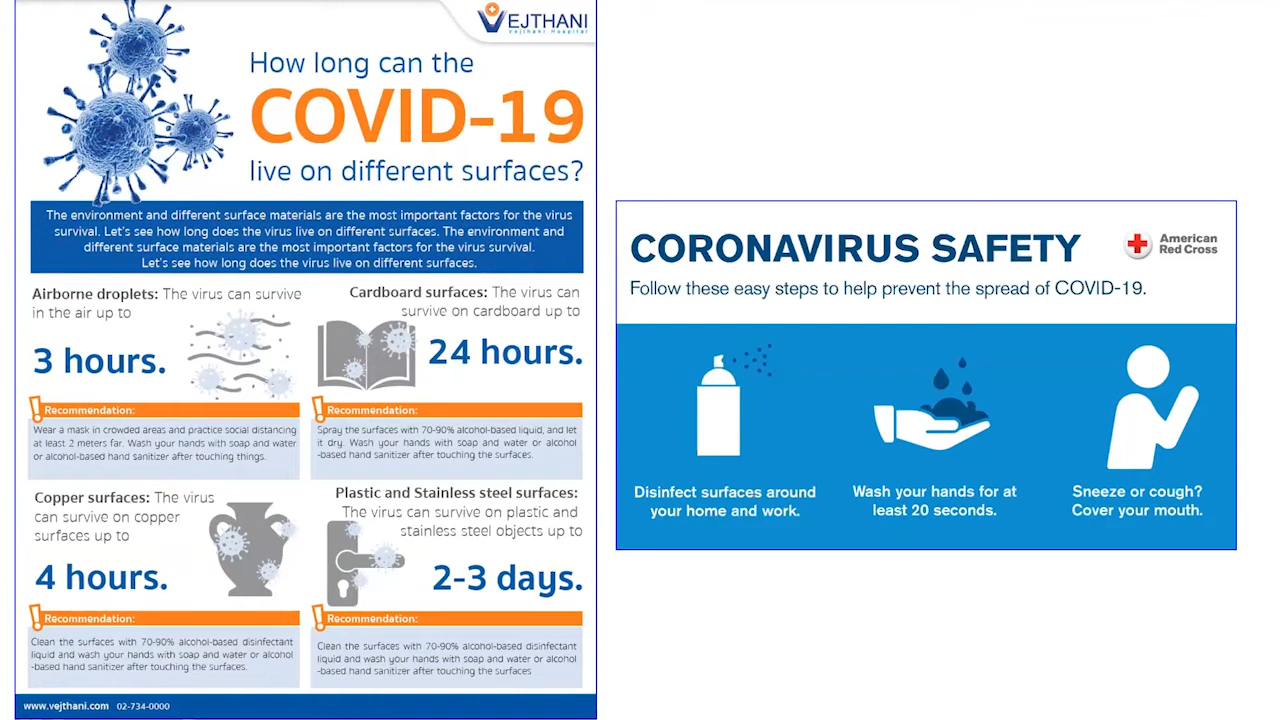 VEJTHANI
Vejthani Hospital
How long can the
COVID-19
live on different surfaces?
The environment and different surface materials are the most important factors for the virus
survival. Let's see how long does the virus live on different surfaces. The environment and
different surface materials are the most important factors for the virus survival.
Let's see how long does the virus live on different surfaces.
Airborne droplets: The virus can survive
in the air up to
3 hours.
Recommendation:
Wear a mask in crowded areas and practice social distancing
at least 2 meters far. Wash your hands with soap and water
or alcohol-based hand sanitizer after touching things.
Cardboard surfaces: The virus can
survive on cardboard up to
24 hours.
Recommendation:
Spray the surfaces with 70-90% alcohol-based liquid, and let
it dry. Wash your hands with soap and water or alcohol
-based hand sanitizer after touching the surfaces.
Copper surfaces: The virus
can survive on copper
surfaces up to
4 hours.
Recommendation:
Clean the surfaces with 70-90% alcohol-based disinfectant
liquid and wash your hands with soap and water or alcohol
-based hand sanitizer after touching the surfaces.
Plastic and Stainless steel surfaces:
The virus can survive on plastic and
stainless steel objects up to
2-3 days.
Recommendation:
Clean the surfaces with 70-90% alcohol-based disinfectant
liquid and wash your hands with soap and water or alcohol
-based hand sanitizer after touching the surfaces
www.vejthani.com 02-734-0000
CORONAVIRUS SAFETY
American
Red Cross
Follow these easy steps to help prevent the spread of COVID-19.
Disinfect surfaces around
your home and work.
Wash your hands for at
least 20 seconds.
Sneeze or cough?
Cover your mouth.